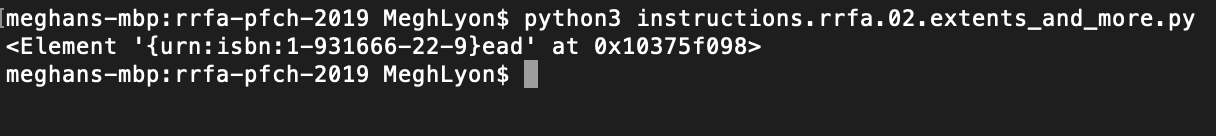 meghans-mbp:rrfa-pfch-2019 MeghLyon$ python3 instructions.rrfa.02.extents_and_more.py
<Element '{urn:isbn:1-931666-22-9}ead' at 0x10375f098>
meghans-mbp:rrfa-pfch-2019 MeghLyon$